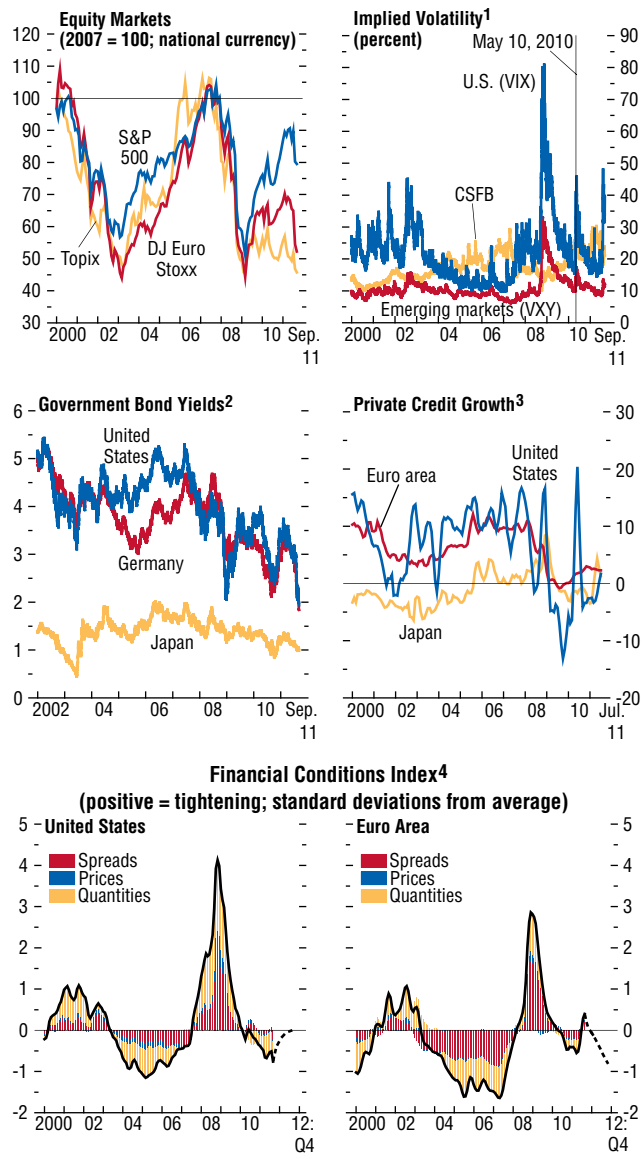 Equity Markets
(2007 = 100; national currency)
120
110
100
90
80
70
60
50
40
30
S&P
500
Topix
DJ Euro
Stoxx
2000 02 04 06 08 10 Sep.
11
Implied Volatility1
(percent)
May 10, 2010
U.S. (VIX)
CSFB
Emerging markets (VXY)
90
80
70
60
50
40
30
20
10
0
2000 02 04 06 08 10 Sep.
11
Government Bond Yields2
6
5
4
3
2
1
0
United
States
Germany
Japan
2002 04 06 08 10 Sep.
11
Private Credit Growth3
United
States
Euro area
Japan
30
20
10
0
-10
-20
2000 02 04 06 08 10 Jul.
11
Financial Conditions Index4
(positive = tightening; standard deviations from average)
United States
Spreads
Prices
Quantities
5
4
3
2
1
0
-1
-2
2000 02 04 06 08 10 12:
Q4
Euro Area
Spreads
Prices
Quantities
5
4
3
2
1
0
-1
-2
2000 02 04 06 08 10 12:
Q4